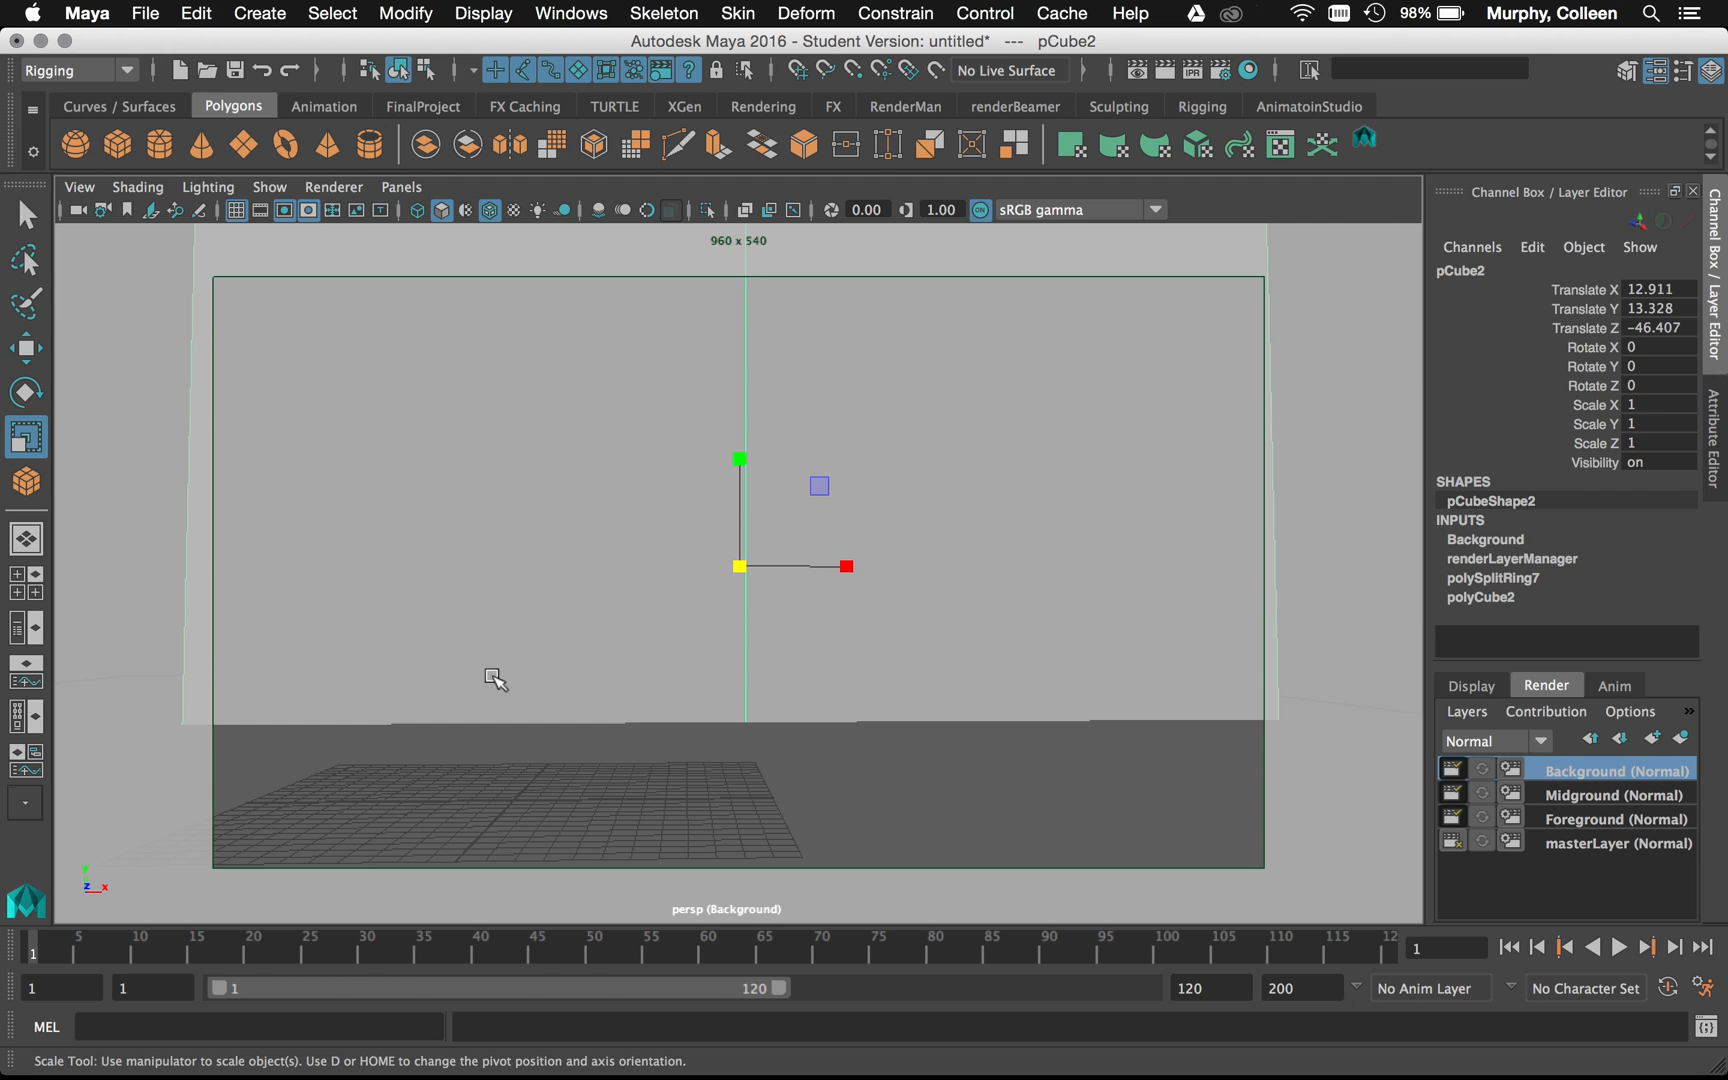 Maya File Edit Create Select Modify Display Windows Skeleton Skin Deform Constrain Control Cache Help 98% Murphy, Colleen
Autodesk Maya 2016 - Student Version: untitled* --- pCube2
Rigging No Live Surface
Curves / Surfaces Polygons Animation FinalProject FX Caching TURTLE XGen Rendering FX RenderMan renderBeamer Sculpting Rigging AnimatoinStudio
View Shading Lighting Show Renderer Panels
0.00 1.00 ON sRGB gamma
960 x 540
persp (Background)
y
z x
Channel Box / Layer Editor
Channels Edit Object Show
pCube2
Translate X 12.911
Translate Y 13.328
Translate Z -46.407
Rotate X 0
Rotate Y 0
Rotate Z 0
Scale X 1
Scale Y 1
Scale Z 1
Visibility on
SHAPES
pCubeShape2
INPUTS
Background
renderLayerManager
polySplitRing7
polyCube2
Display Render Anim
Layers Contribution Options »
Normal
Background (Normal)
Midground (Normal)
Foreground (Normal)
masterLayer (Normal)
Channel Box / Layer Editor
Attribute Editor
1 5 10 15 20 25 30 35 40 45 50 55 60 65 70 75 80 85 90 95 100 105 110 115 12 1
1 1 1 120 120 200 No Anim Layer No Character Set
MEL
Scale Tool: Use manipulator to scale object(s). Use D or HOME to change the pivot position and axis orientation.